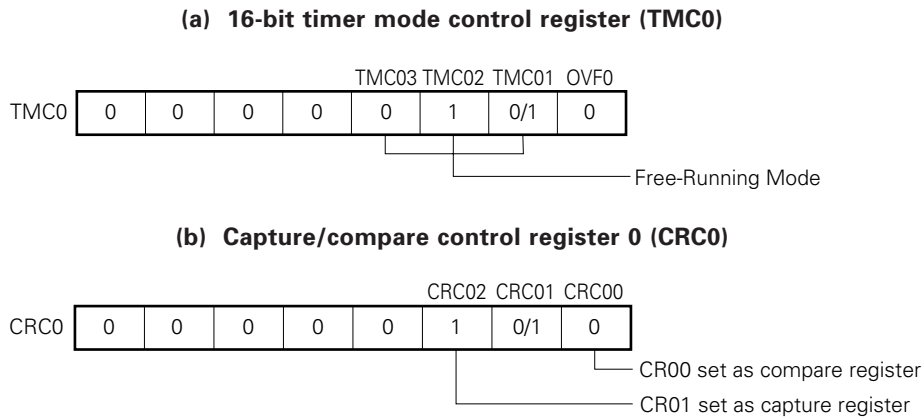 (a) 16-bit timer mode control register (TMC0)
TMC03 TMC02 TMC01 OVF0
TMC0 0 0 0 0 0 1 0/1 0
Free-Running Mode
(b) Capture/compare control register 0 (CRC0)
CRC02 CRC01 CRC00
CRC0 0 0 0 0 0 1 0/1 0
CR00 set as compare register
CR01 set as capture register